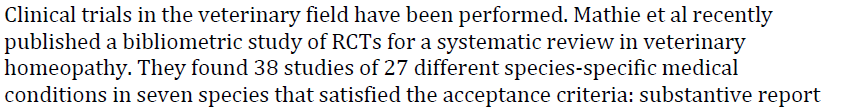 Clinical trials in the veterinary field have been performed. Mathie et al recently
published a bibliometric study of RCTs for a systematic review in veterinary
homeopathy. They found 38 studies of 27 different species-specific medical
conditions in seven species that satisfied the acceptance criteria: substantive report